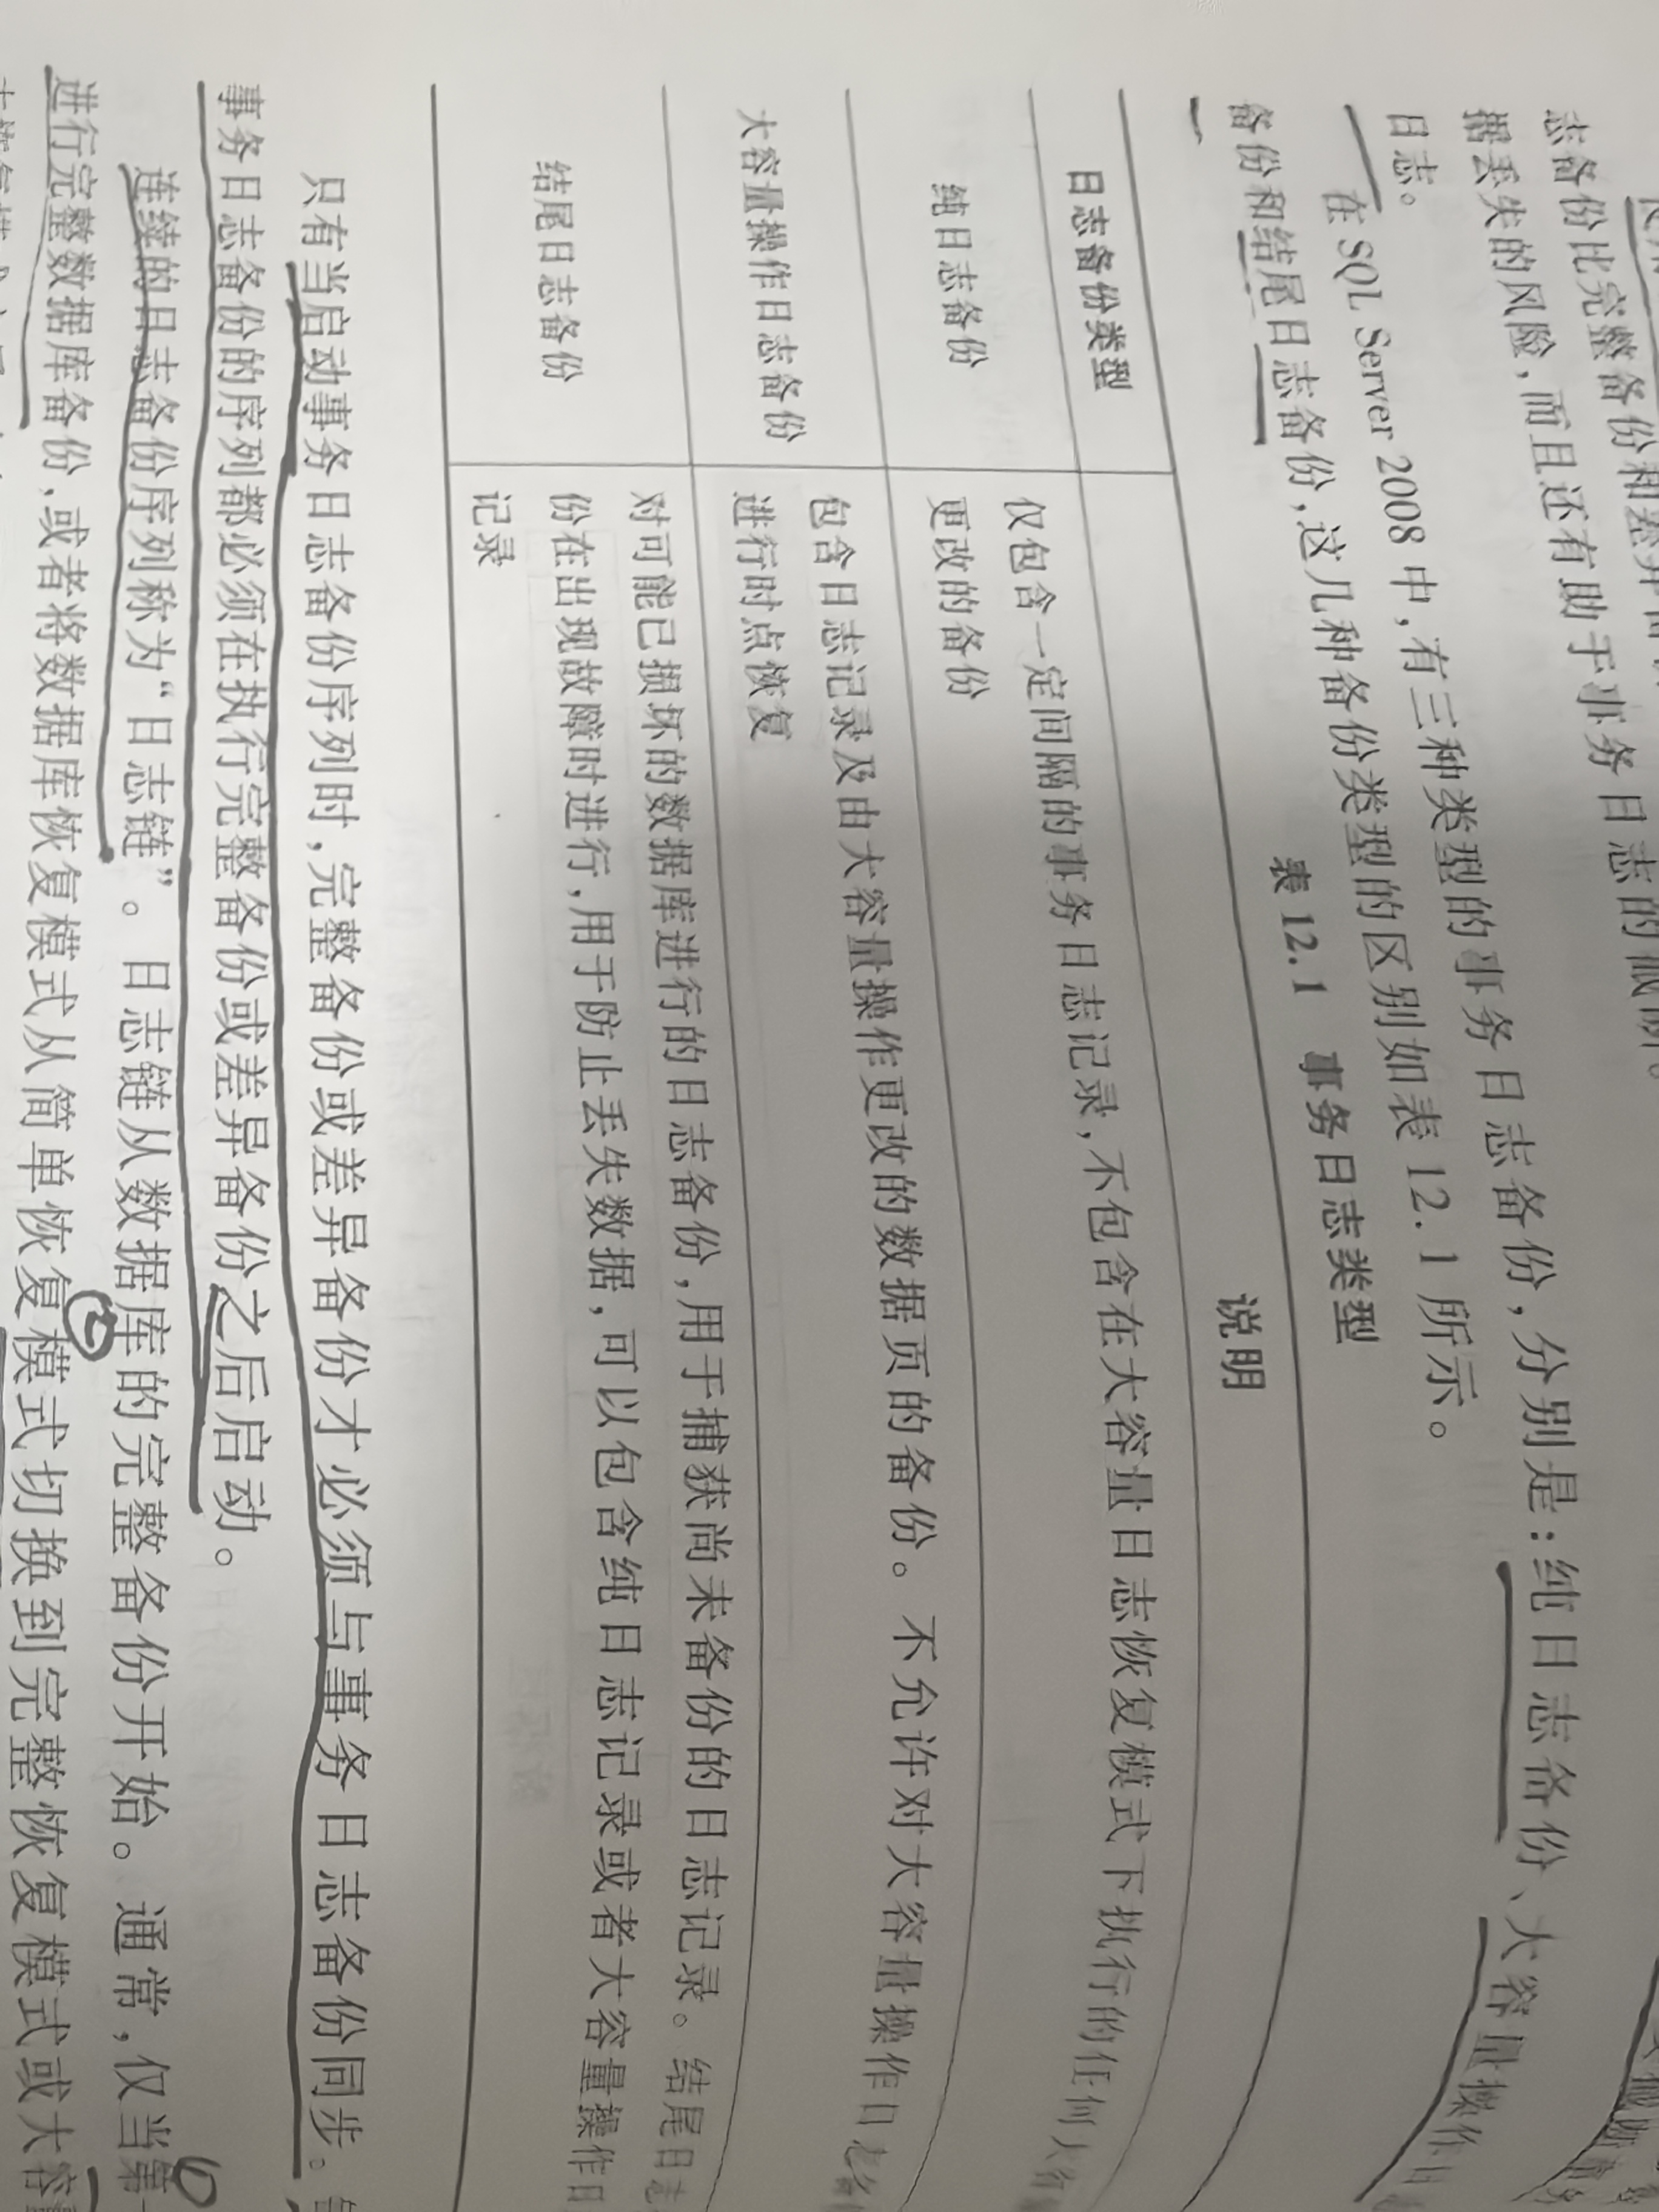 志备份比完整备份和差异备
据丢失的风险,而且还有助于事务日志的截断。
日志。
在 SQL Server 2008 中,有三种类型的事务日志备份,分别是:纯日志备份、大容量操作日
备份和结尾日志备份,这几种备份类型的区别如表 12.1 所示。
表 12.1 事务日志类型
日志备份类型 说明
纯日志备份 仅包含一定间隔的事务日志记录,不包含在大容量日志恢复模式下执行的任何大容
更改的备份
大容量操作日志备份 包含日志记录及由大容量操作更改的数据页的备份。不允许对大容量操作日志备
进行时点恢复
结尾日志备份 对可能已损坏的数据库进行的日志备份,用于捕获尚未备份的日志记录。结尾日志
份在出现故障时进行,用于防止丢失数据,可以包含纯日志记录或者大容量操作日
记录
只有当启动事务日志备份序列时,完整备份或差异备份才必须与事务日志备份同步。
事务日志备份的序列都必须在执行完整备份或差异备份之后启动。
连续的日志备份序列称为“日志链”。日志链从数据库的完整备份开始。通常,仅当第一
进行完整数据库备份,或者将数据库恢复模式从简单恢复模式切换到完整恢复模式或大容